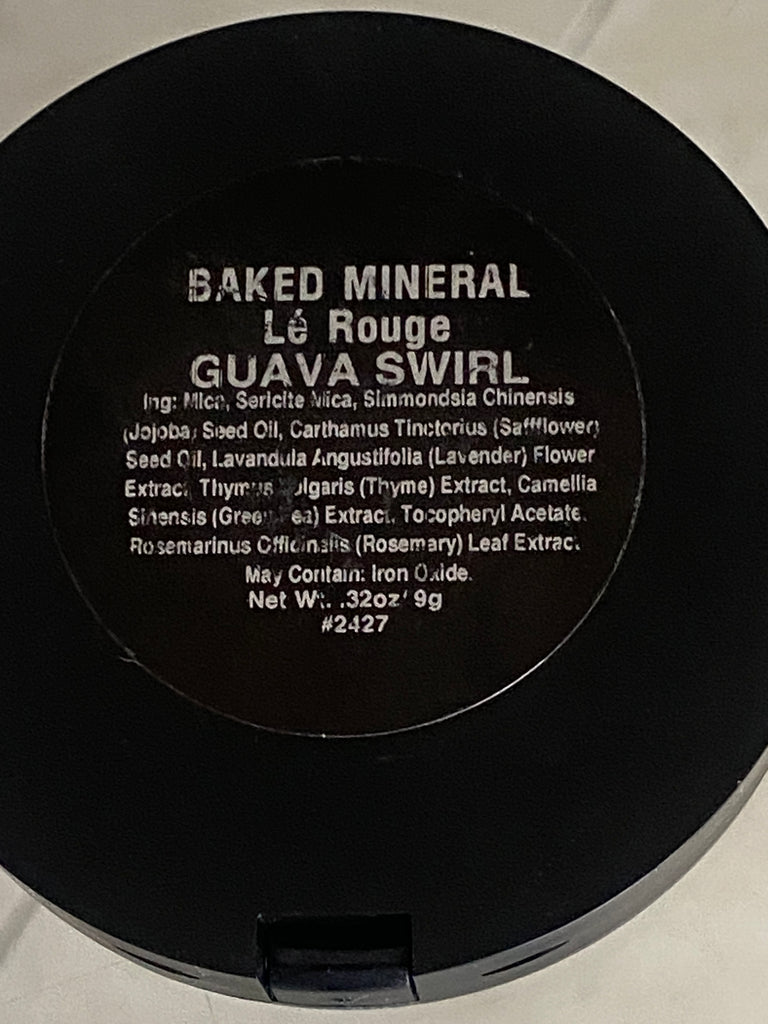 BAKED MINERAL
Lé Rouge
GUAVA SWIRL
Ing: Mica, Sericite Mica, Simmondsia Chinensis
(Jojoba) Seed Oil, Carthamus Tinctorius (Saffflower)
Seed Oil, Lavandula Angustifolia (Lavender) Flower
Extract, Thymus Vulgaris (Thyme) Extract, Camellia
Sinensis (Green Tea) Extract, Tocopheryl Acetate,
Rosemarinus Officinalis (Rosemary) Leaf Extract.
May Contain: Iron Oxide.
Net Wt. .32oz/ 9g
#2427